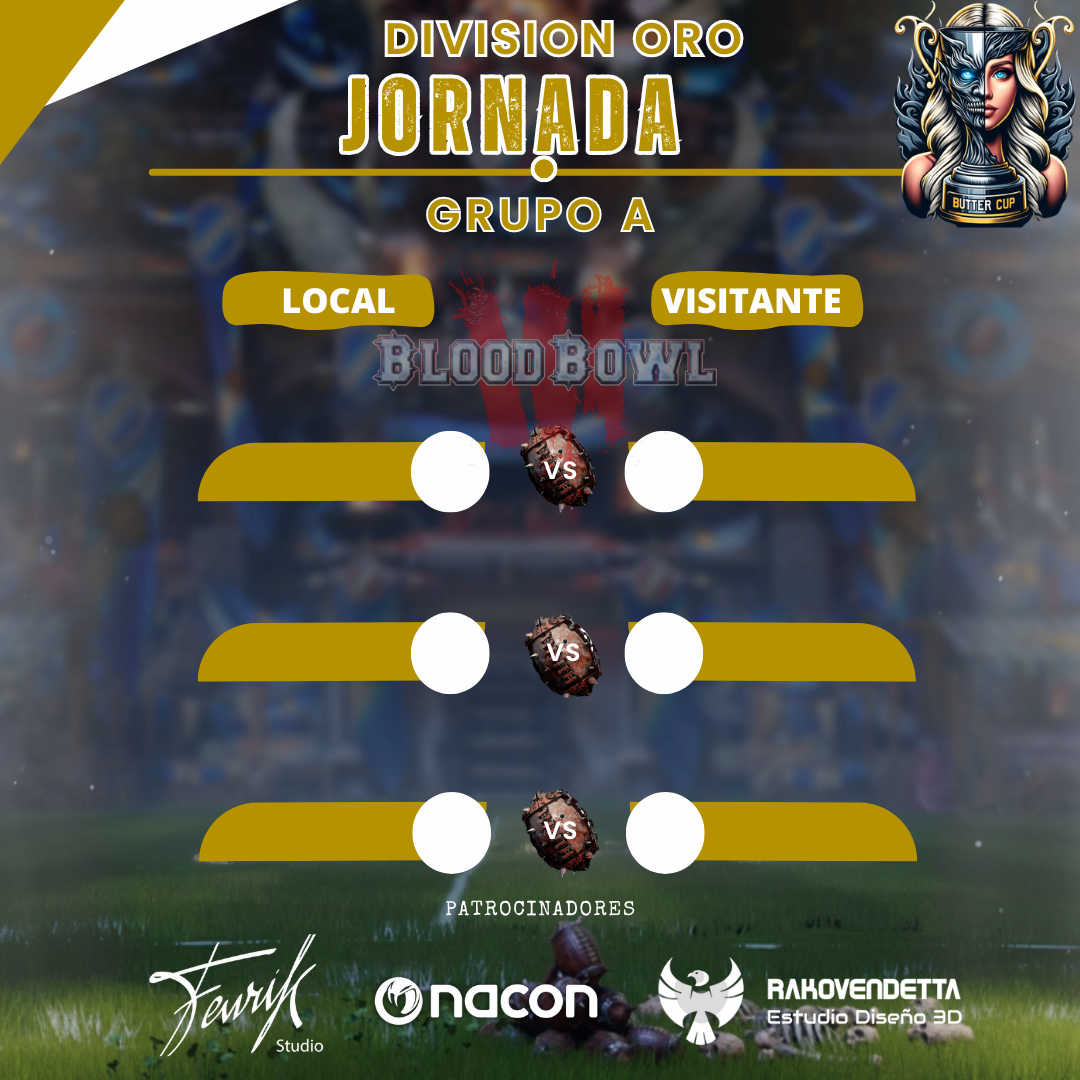 DIVISION ORO
JORNADA
GRUPO A
BUTTER CUP
LOCAL
VISITANTE
BLOOD BOWL
VS
VS
VS
PATROCINADORES
Fenrik
Studio
nacon
RAKOVENDETTA
Estudio Diseño 3D